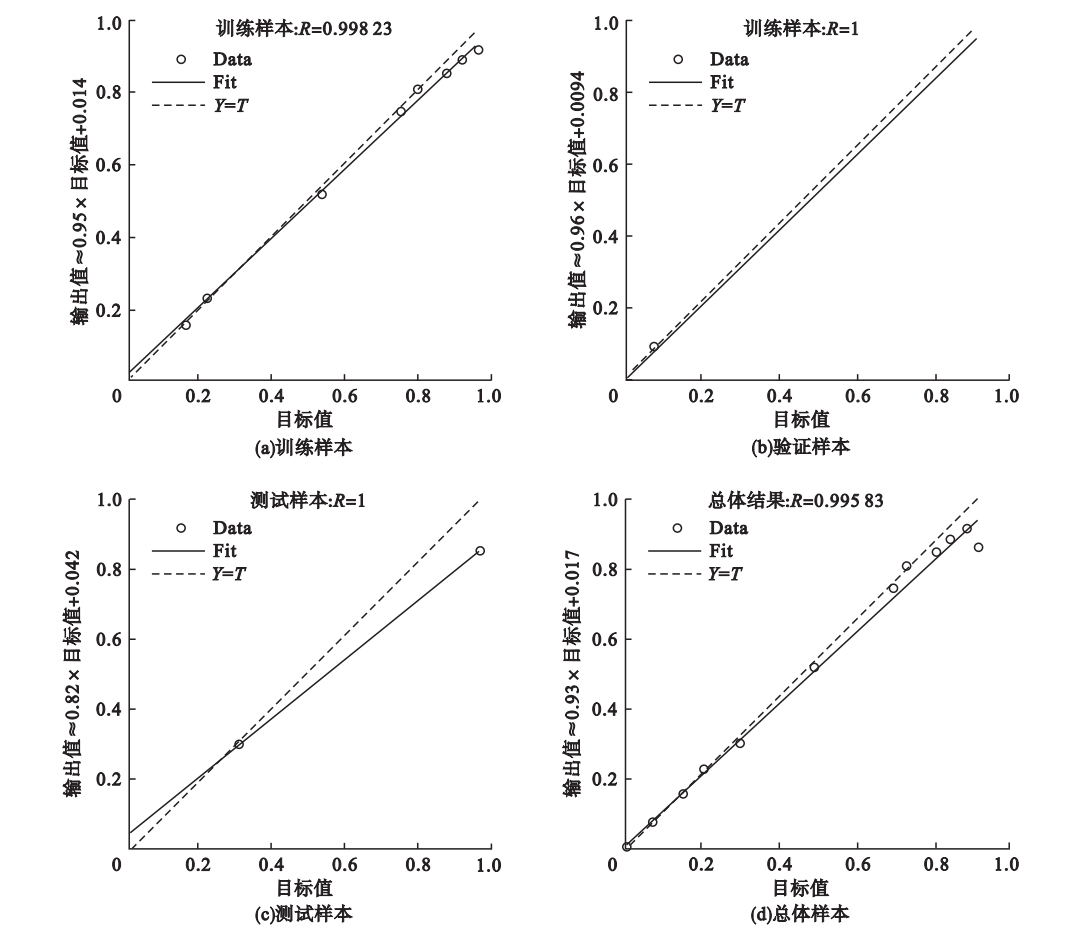 训练样本:R=0.998 23
Data
Fit
Y=T
输出值≈0.95×目标值+0.014
1.0
0.8
0.6
0.4
0.2
0 0.2 0.4 0.6 0.8 1.0
目标值
(a)训练样本
训练样本:R=1
Data
Fit
Y=T
输出值≈0.96×目标值+0.0094
1.0
0.8
0.6
0.4
0.2
0 0.2 0.4 0.6 0.8 1.0
目标值
(b)验证样本
测试样本:R=1
Data
Fit
Y=T
输出值≈0.82×目标值+0.042
1.0
0.8
0.6
0.4
0.2
0 0.2 0.4 0.6 0.8 1.0
目标值
(c)测试样本
总体结果:R=0.995 83
Data
Fit
Y=T
输出值≈0.93×目标值+0.017
1.0
0.8
0.6
0.4
0.2
0 0.2 0.4 0.6 0.8 1.0
目标值
(d)总体样本